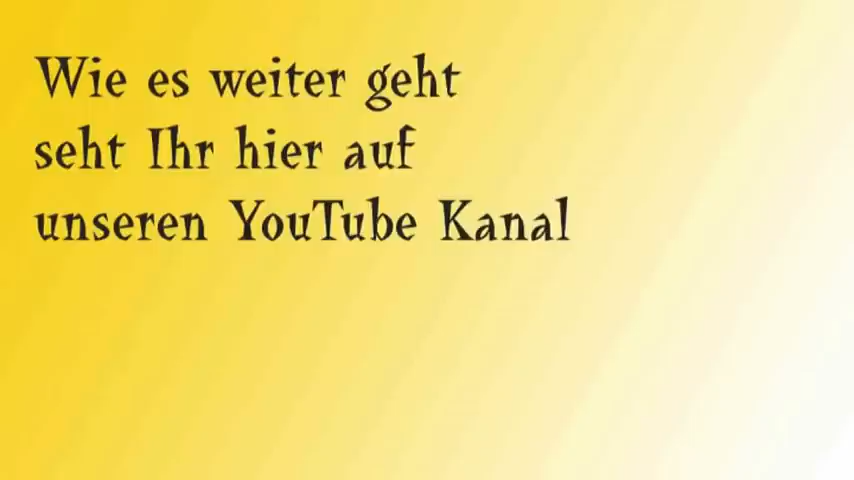 Wie es weiter geht
seht Ihr hier auf
unseren YouTube Kanal